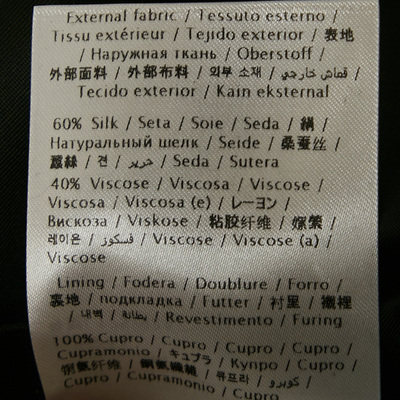 External fabric / Tessuto esterno /
Tissu extérieur / Tejido exterior / 表地
/ Наружная ткань / Oberstoff /
外部面料 / 外部布料 / 외부 소재 / قماش خارجي /
Tecido exterior / Kain eksternal
60% Silk / Seta / Soie / Seda / 絹 /
Натуральный шелк / Seide / 桑蚕丝 /
蠶絲 / 견 / حرير / Seda / Sutera
40% Viscose / Viscosa / Viscose /
Viscosa / Viscosa (e) / レーヨン /
Вискоза / Viskose / 粘胶纤维 / 嫘縈 /
레이온 / فسكوز / Viscose / Viscose (a) /
Viscose
Lining / Fodera / Doublure / Forro /
裏地 / подкладка / Futter / 衬里 / 襯裡
/ 내벽 / بطانة / Revestimento / Furing
100% Cupro / Cupro / Cupro / Cupro /
Cupramonio / キュプラ / Купро / Cupro /
铜氨纤维 / 銅氨纖維 / 큐프라 / كوبرو /
Cupro / Cupramonio / Cupro